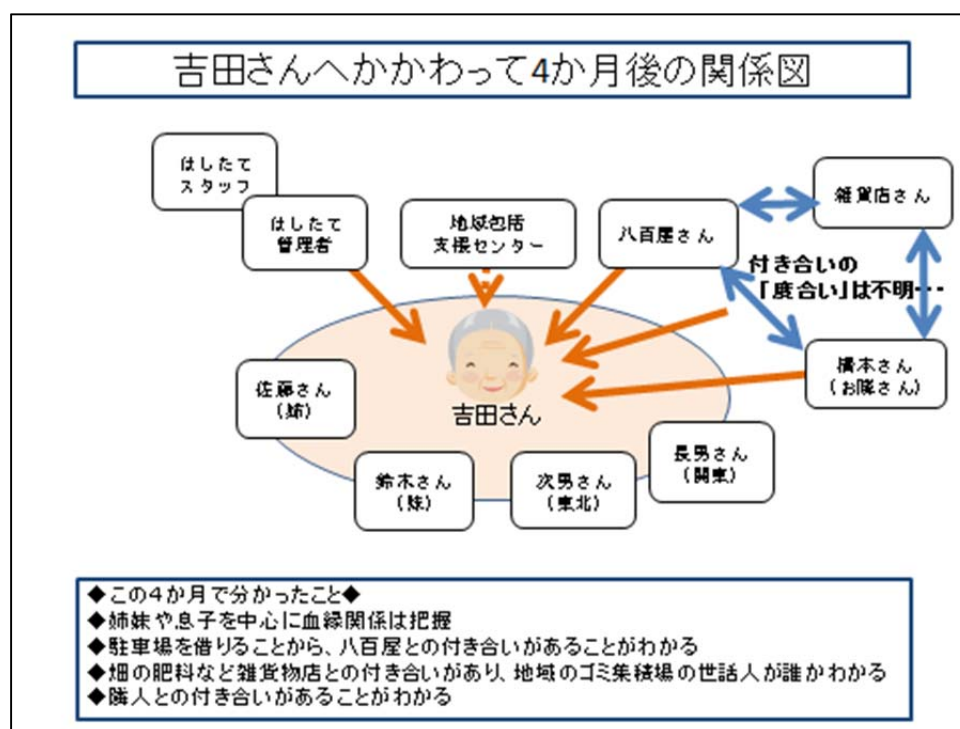 吉田さんへかかわって4か月後の関係図
はしたて
スタッフ
はしたて
管理者
地域包括
支援センター
八百屋さん
雑貨店さん
付き合いの
「度合い」は不明・・・
橋本さん
(お隣さん)
吉田さん
佐藤さん
(姉)
鈴木さん
(妹)
次男さん
(東北)
長男さん
(関東)
◆この4か月で分かったこと◆
◆姉妹や息子を中心に血縁関係は把握
◆駐車場を借りることから、八百屋との付き合いがあることがわかる
◆畑の肥料など雑貨物店との付き合いがあり、地域のゴミ集積場の世話人が誰かわかる
◆隣人との付き合いがあることがわかる